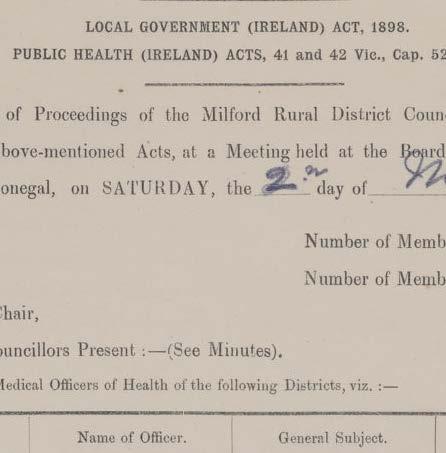 LOCAL GOVERNMENT (IRELAND) ACT, 1898.
PUBLIC HEALTH (IRELAND) ACTS, 41 and 42 Vic., Cap. 52
of Proceedings of the Milford Rural District Coun
bove-mentioned Acts, at a Meeting held at the Board
onegal, on SATURDAY, the 2nd day of
Number of Memb
Number of Memb
Chair,
ouncillors Present :—(See Minutes).
Medical Officers of Health of the following Districts, viz. :—
Name of Officer. General Subject.